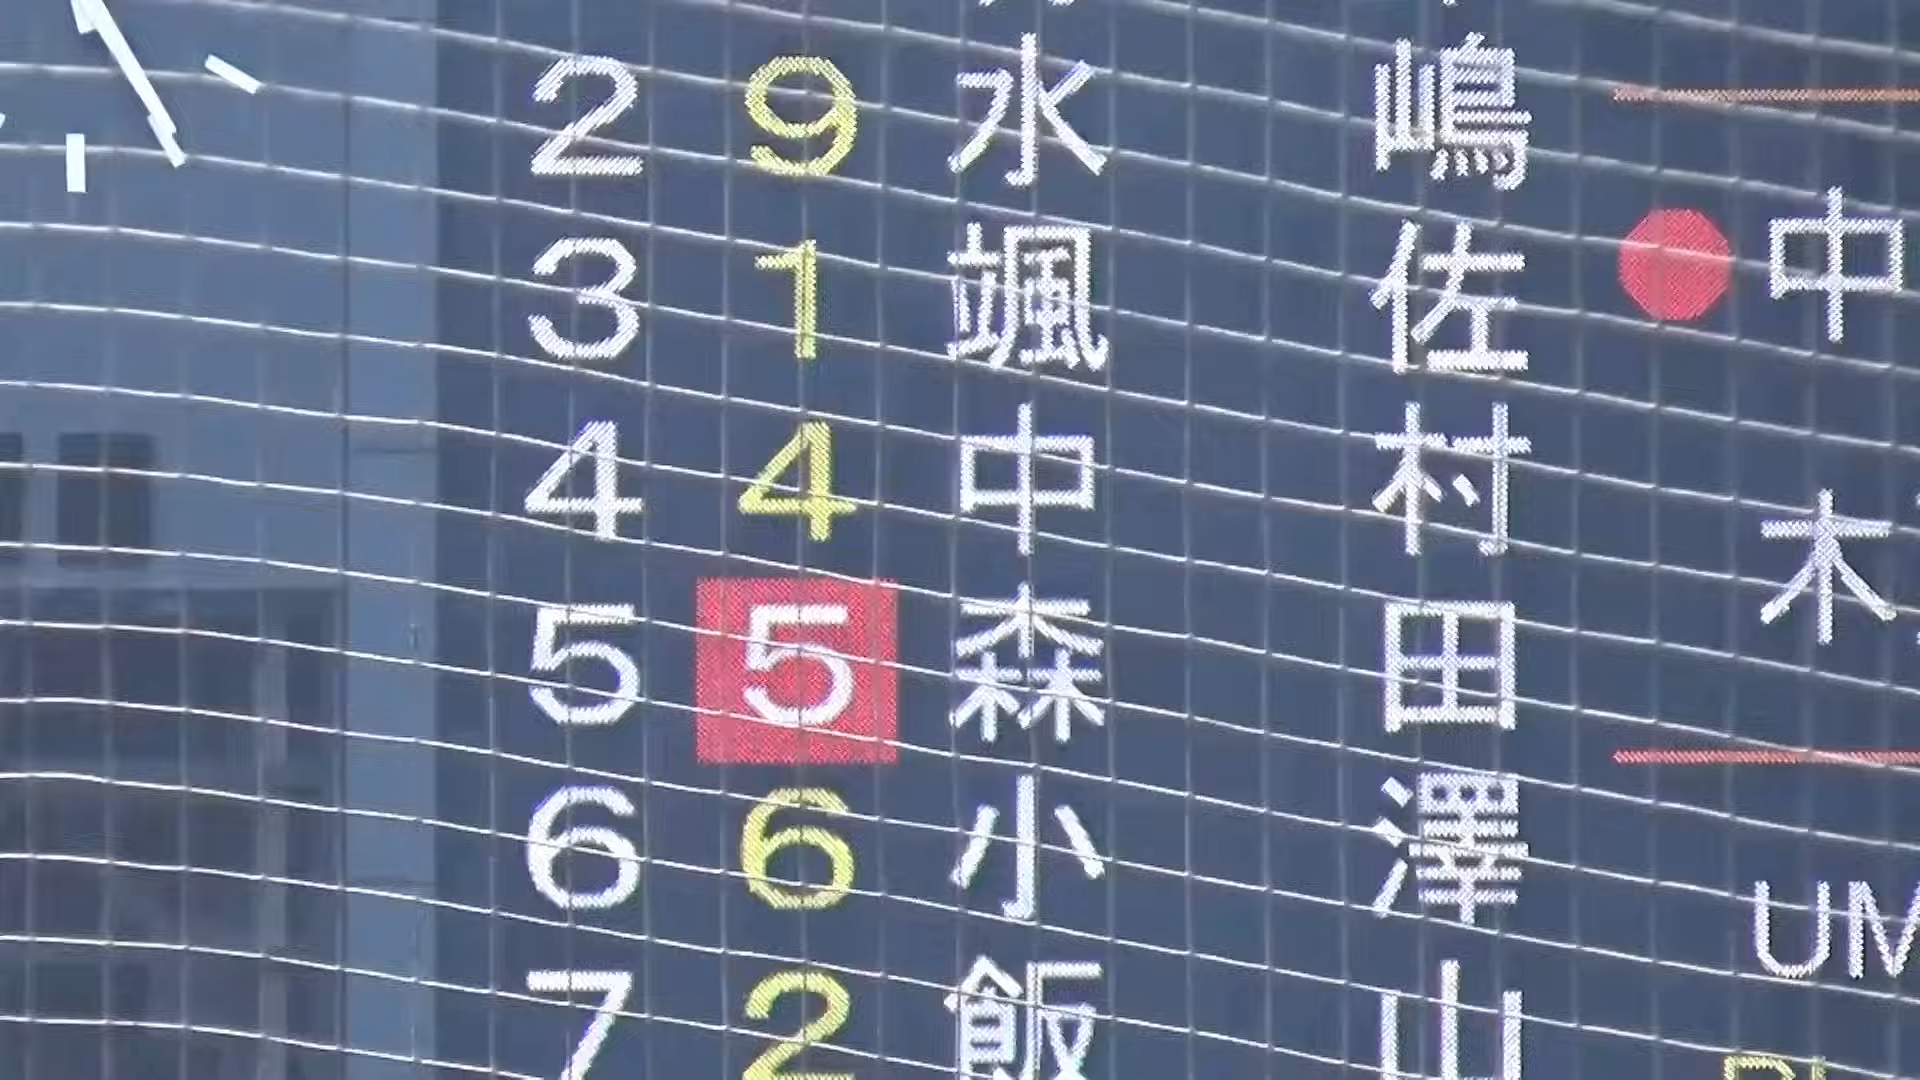 2 9 水 嶋
3 1 颯 佐
中
4 4 中 村
木
5 5 森 田
6 6 小 澤
UM
7 2 飯 山